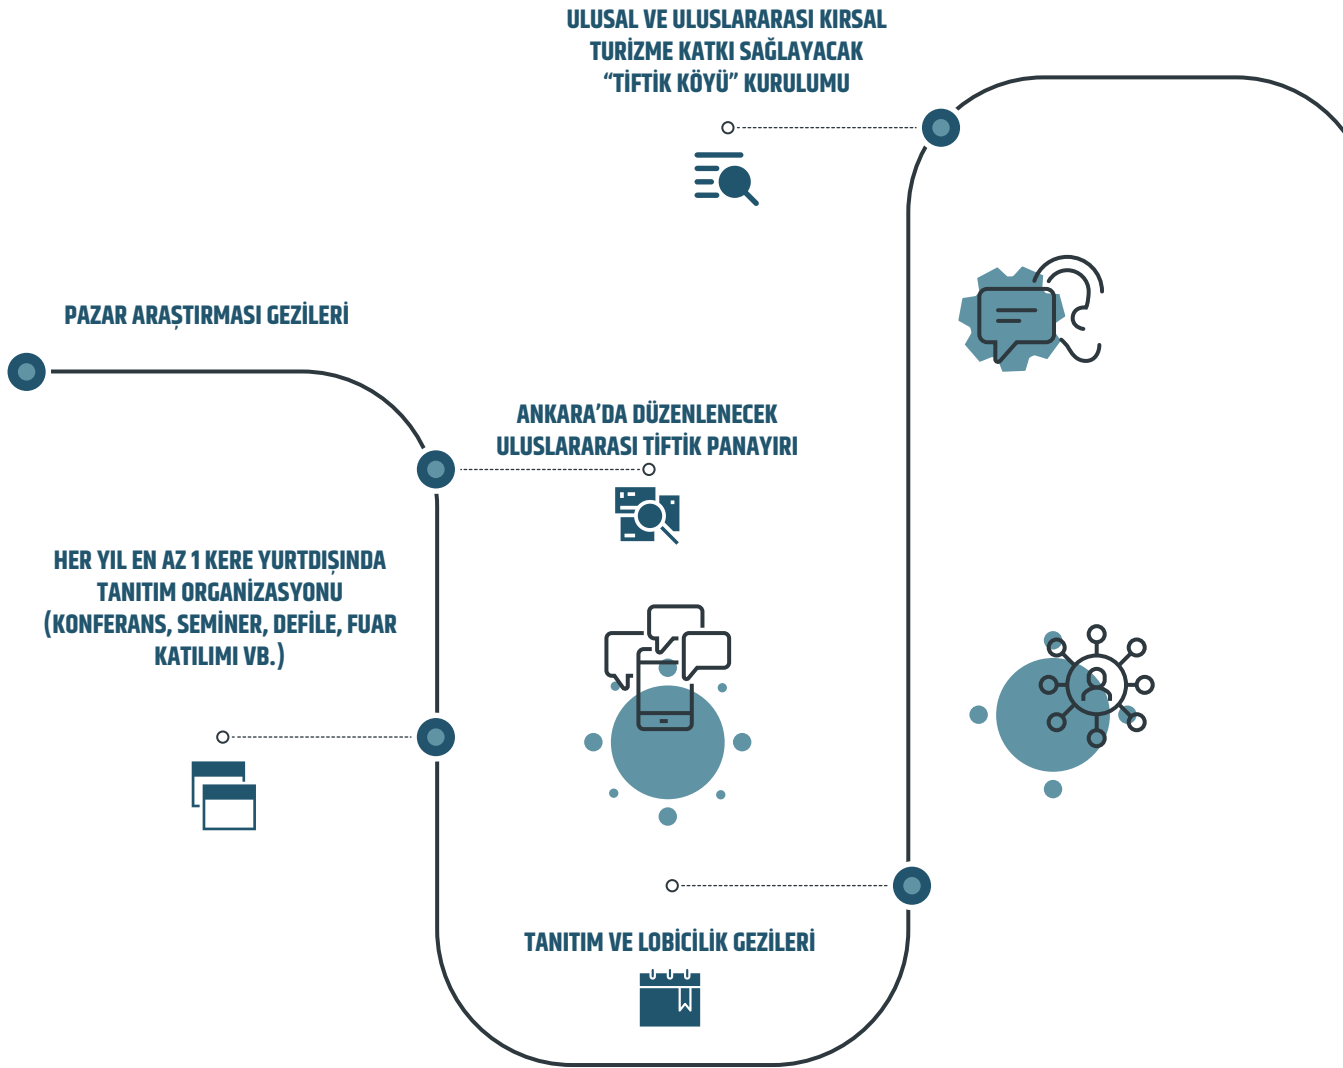 ULUSAL VE ULUSLARARASI KIRSAL
TURİZME KATKI SAĞLAYACAK
“TİFTİK KÖYÜ” KURULUMU
PAZAR ARAŞTIRMASI GEZİLERİ
ANKARA’DA DÜZENLENECEK
ULUSLARARASI TİFTİK PANAYIRI
HER YIL EN AZ 1 KERE YURTDIŞINDA
TANITIM ORGANİZASYONU
(KONFERANS, SEMİNER, DEFİLE, FUAR
KATILIMI VB.)
TANITIM VE LOBİCİLİK GEZİLERİ